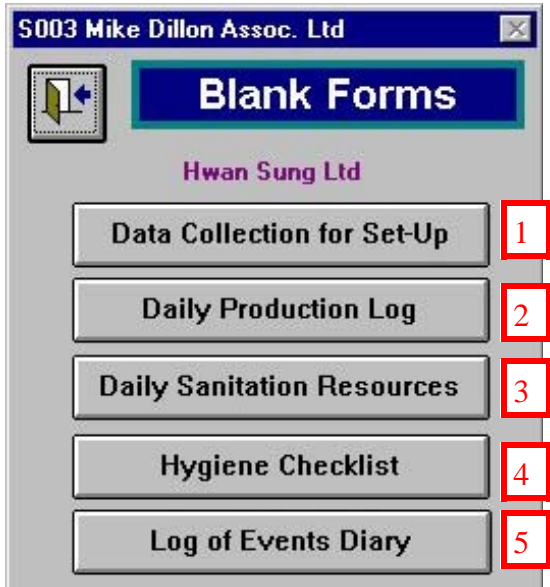 S003 Mike Dillon Assoc. Ltd
Blank Forms
Hwan Sung Ltd
Data Collection for Set-Up 1
Daily Production Log 2
Daily Sanitation Resources 3
Hygiene Checklist 4
Log of Events Diary 5